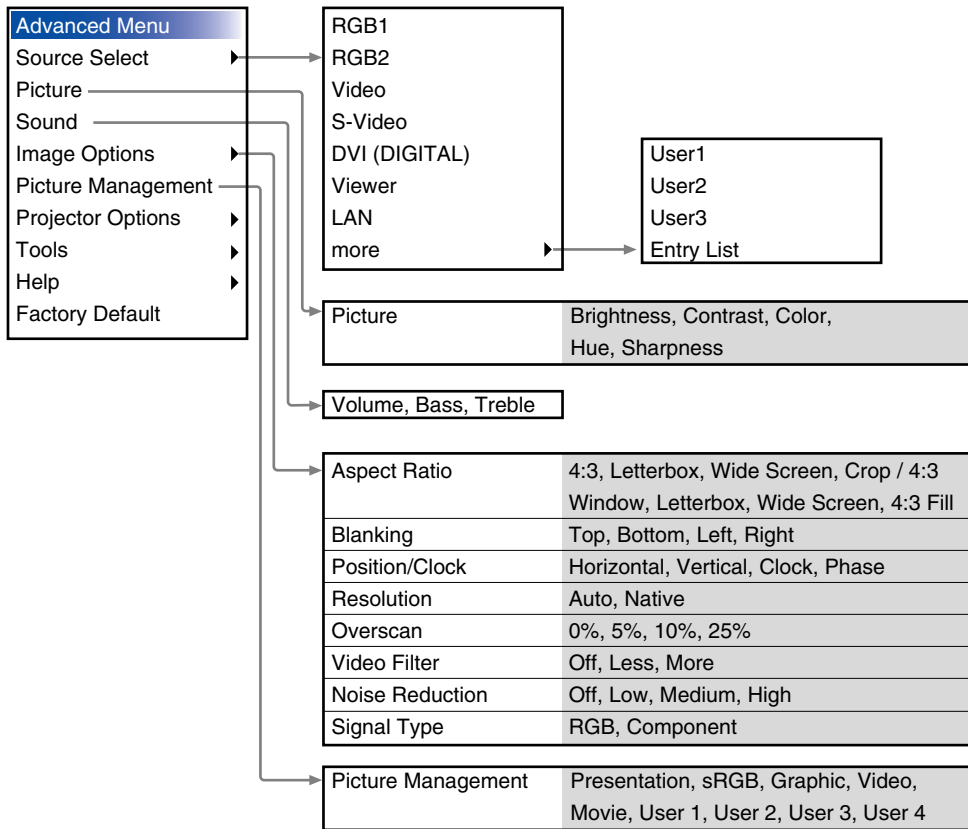 Advanced Menu
Source Select
Picture
Sound
Image Options
Picture Management
Projector Options
Tools
Help
Factory Default
RGB1
RGB2
Video
S-Video
DVI (DIGITAL)
Viewer
LAN
more
User1
User2
User3
Entry List
Picture Brightness, Contrast, Color,
Hue, Sharpness
Volume, Bass, Treble
Aspect Ratio 4:3, Letterbox, Wide Screen, Crop / 4:3
Window, Letterbox, Wide Screen, 4:3 Fill
Blanking Top, Bottom, Left, Right
Position/Clock Horizontal, Vertical, Clock, Phase
Resolution Auto, Native
Overscan 0%, 5%, 10%, 25%
Video Filter Off, Less, More
Noise Reduction Off, Low, Medium, High
Signal Type RGB, Component
Picture Management Presentation, sRGB, Graphic, Video,
Movie, User 1, User 2, User 3, User 4